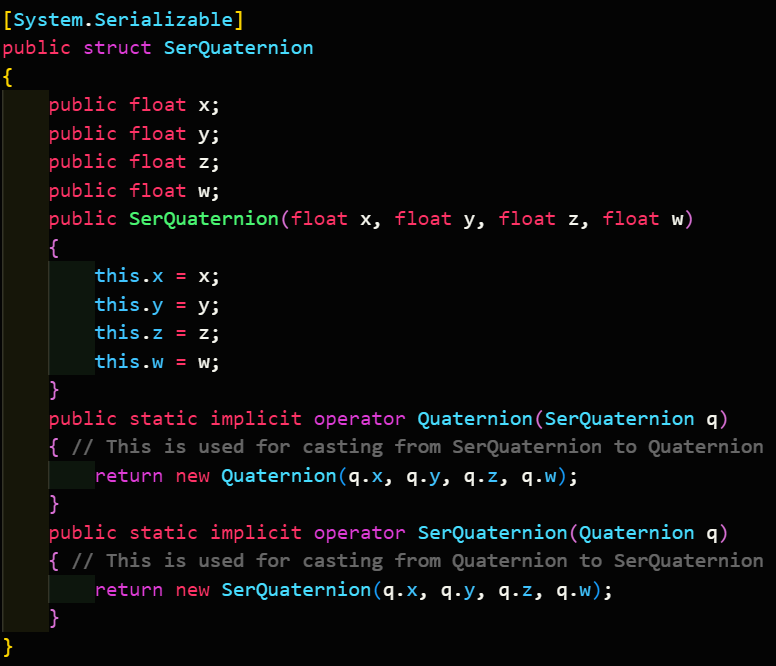 [System.Serializable]
public struct SerQuaternion
{
    public float x;
    public float y;
    public float z;
    public float w;
    public SerQuaternion(float x, float y, float z, float w)
    {
        this.x = x;
        this.y = y;
        this.z = z;
        this.w = w;
    }
    public static implicit operator Quaternion(SerQuaternion q)
    { // This is used for casting from SerQuaternion to Quaternion
        return new Quaternion(q.x, q.y, q.z, q.w);
    }
    public static implicit operator SerQuaternion(Quaternion q)
    { // This is used for casting from Quaternion to SerQuaternion
        return new SerQuaternion(q.x, q.y, q.z, q.w);
    }
}